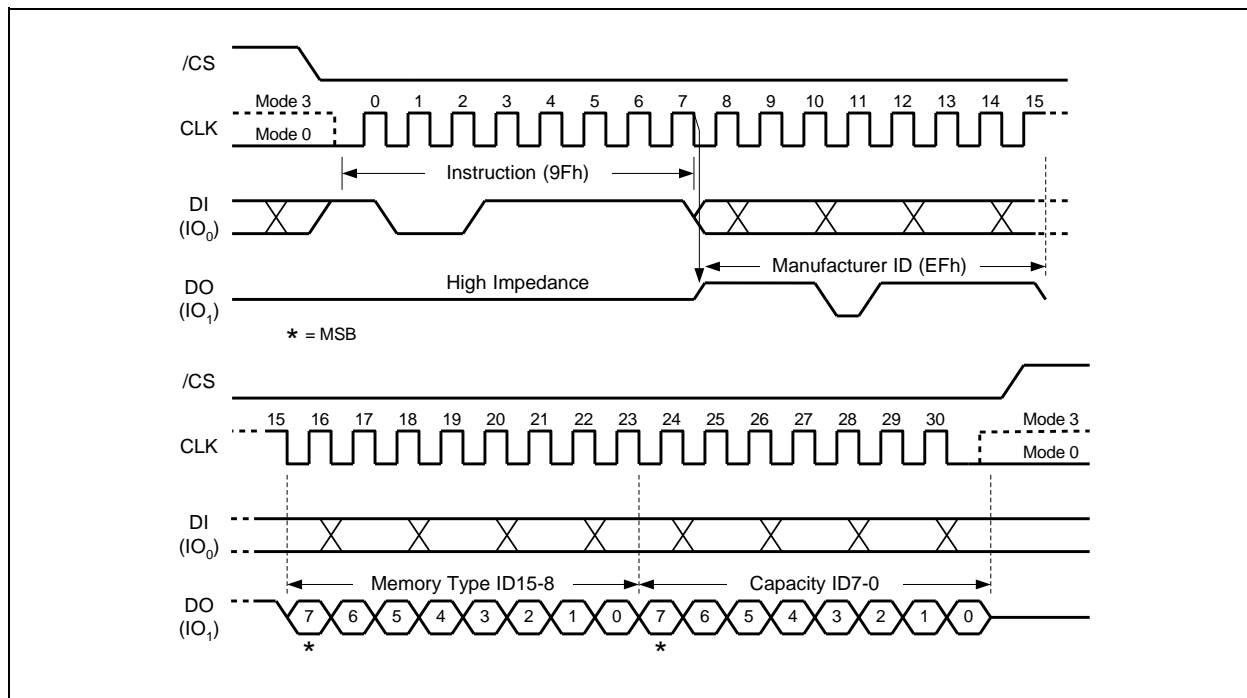 /CS
Mode 3 0 1 2 3 4 5 6 7 8 9 10 11 12 13 14 15
CLK
Mode 0
Instruction (9Fh)
DI
(IO0)
Manufacturer ID (EFh)
High Impedance
DO
(IO1)
* = MSB
/CS
15 16 17 18 19 20 21 22 23 24 25 26 27 28 29 30 Mode 3
CLK
Mode 0
DI
(IO0)
Memory Type ID15-8 Capacity ID7-0
DO 7 6 5 4 3 2 1 0 7 6 5 4 3 2 1 0
(IO1)
* *